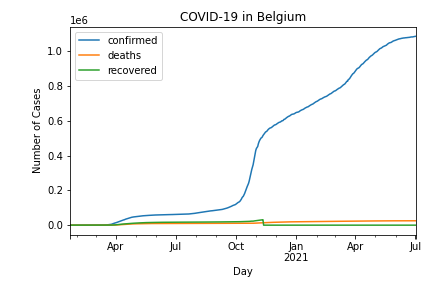 COVID-19 in Belgium
1e6
confirmed
deaths
recovered
1.0
0.8
0.6
0.4
0.2
0.0
Number of Cases
Apr
Jul
Oct
Jan
2021
Apr
Jul
Day